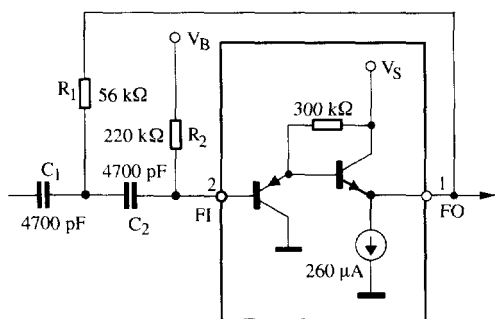 V_B
R_1
56 kΩ
V_S
300 kΩ
220 kΩ
R_2
C_1
4700 pF
2
1
FI
FO
4700 pF
C_2
260 μA